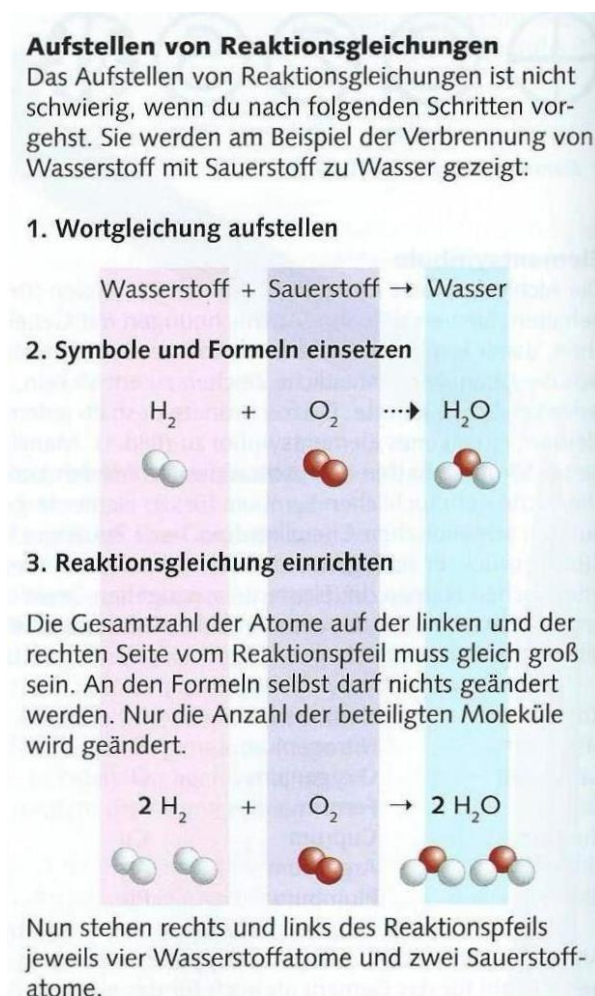 Aufstellen von Reaktionsgleichungen
Das Aufstellen von Reaktionsgleichungen ist nicht
schwierig, wenn du nach folgenden Schritten vor-
gehst. Sie werden am Beispiel der Verbrennung von
Wasserstoff mit Sauerstoff zu Wasser gezeigt:
1. Wortgleichung aufstellen
Wasserstoff + Sauerstoff → Wasser
2. Symbole und Formeln einsetzen
H₂ + O₂ ····➔ H₂O
3. Reaktionsgleichung einrichten
Die Gesamtzahl der Atome auf der linken und der
rechten Seite vom Reaktionspfeil muss gleich groß
sein. An den Formeln selbst darf nichts geändert
werden. Nur die Anzahl der beteiligten Moleküle
wird geändert.
2 H₂ + O₂ → 2 H₂O
Nun stehen rechts und links des Reaktionspfeils
jeweils vier Wasserstoffatome und zwei Sauerstoff-
atome.